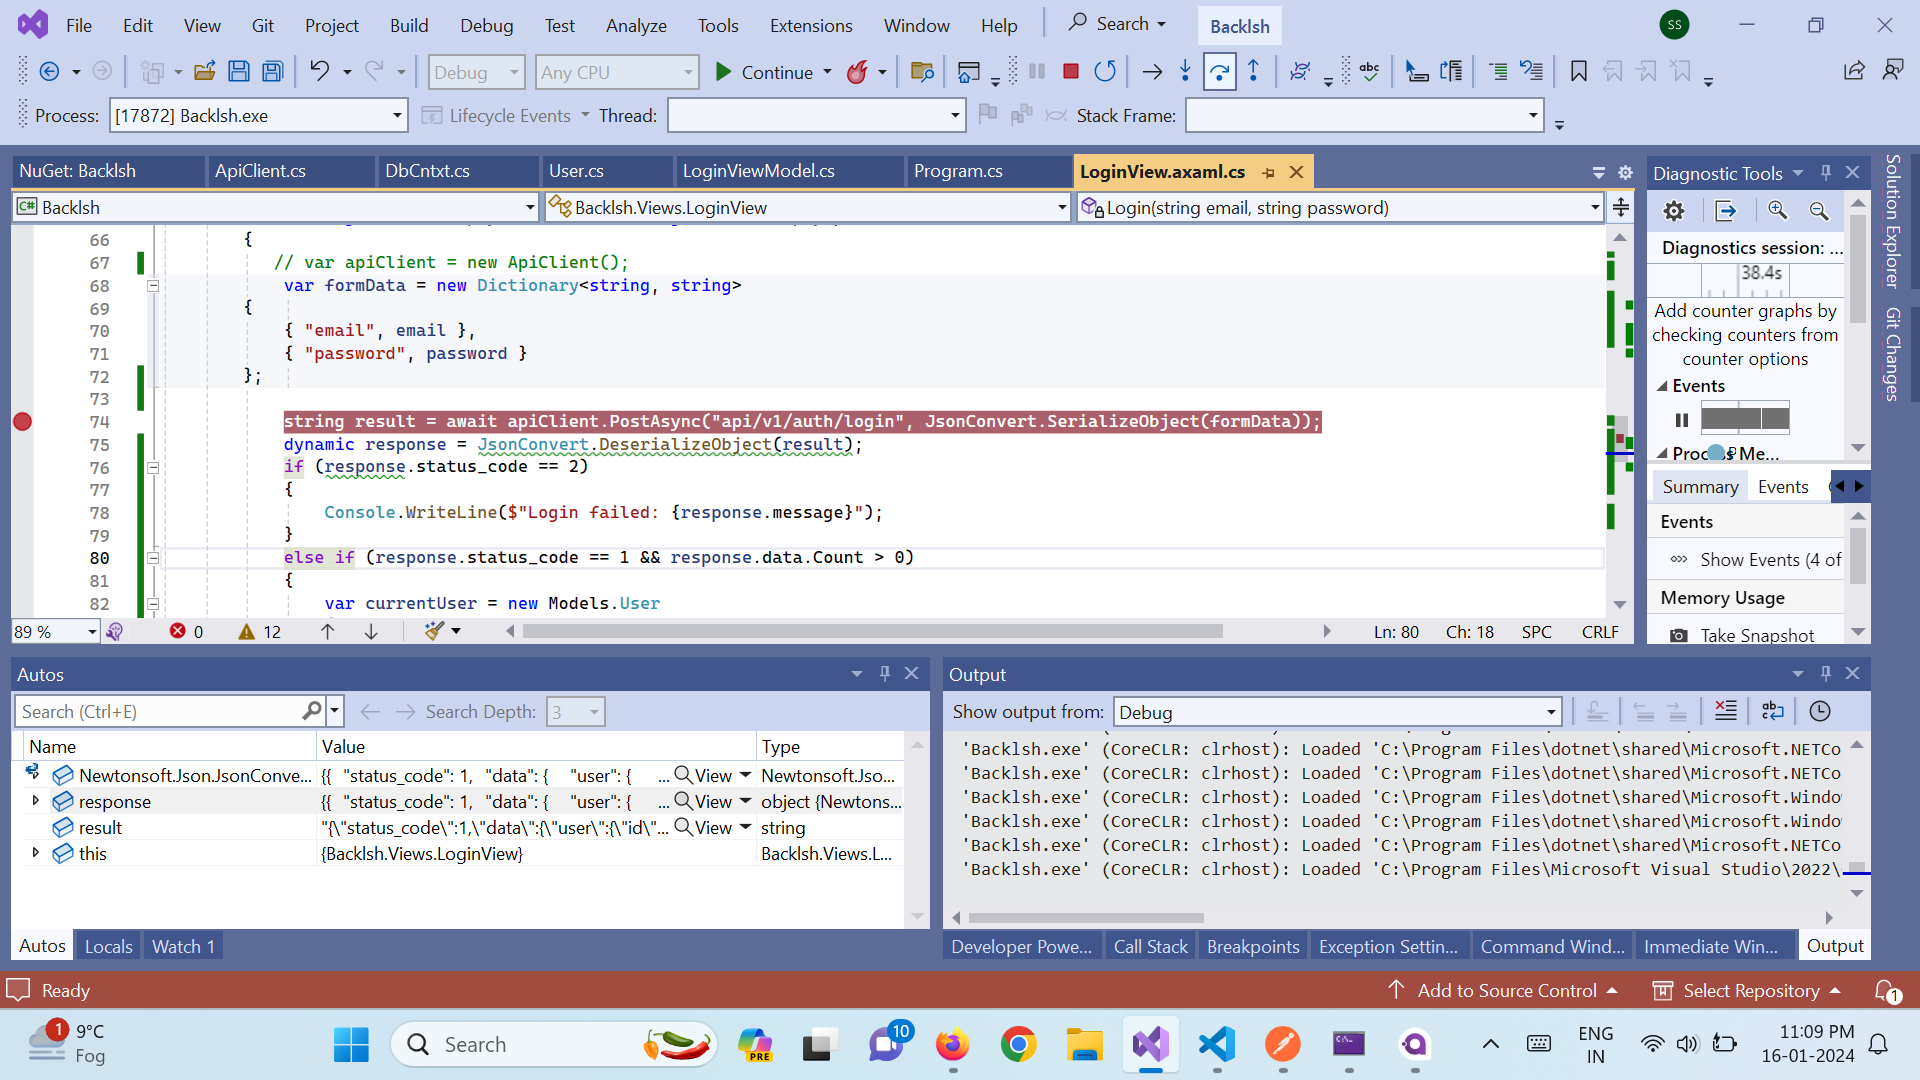 File Edit View Git Project Build Debug Test Analyze Tools Extensions Window Help Search Backlsh SS
Debug Any CPU Continue abc
Process: [17872] Backlsh.exe Lifecycle Events Thread: Stack Frame:
NuGet: Backlsh ApiClient.cs DbCntxt.cs User.cs LoginViewModel.cs Program.cs LoginView.axaml.cs
C# Backlsh Backlsh.Views.LoginView Login(string email, string password)
66 {
67 // var apiClient = new ApiClient();
68 var formData = new Dictionary<string, string>
69 {
70 { "email", email },
71 { "password", password }
72 };
73
74 string result = await apiClient.PostAsync("api/v1/auth/login", JsonConvert.SerializeObject(formData));
75 dynamic response = JsonConvert.DeserializeObject(result);
76 if (response.status_code == 2)
77 {
78 Console.WriteLine($"Login failed: {response.message}");
79 }
80 else if (response.status_code == 1 && response.data.Count > 0)
81 {
82 var currentUser = new Models.User
89 % 0 12 Ln: 80 Ch: 18 SPC CRLF
Diagnostic Tools
Diagnostics session: ...
38.4s
Add counter graphs by
checking counters from
counter options
Events
Process Me...
Summary Events
Events
Show Events (4 of
Memory Usage
Take Snapshot
Solution Explorer
Git Changes
Autos
Search (Ctrl+E) Search Depth: 3
Name Value Type
Newtonsoft.Json.JsonConve... {{ "status_code": 1, "data": { "user": { ... View Newtonsoft.Jso...
response {{ "status_code": 1, "data": { "user": { ... View object {Newtons...
result "{\"status_code\":1,\"data\":{\"user\":{\"id\"... View string
this {Backlsh.Views.LoginView} Backlsh.Views.L...
Autos Locals Watch 1
Output
Show output from: Debug
'Backlsh.exe' (CoreCLR: clrhost): Loaded 'C:\Program Files\dotnet\shared\Microsoft.NETCo
'Backlsh.exe' (CoreCLR: clrhost): Loaded 'C:\Program Files\dotnet\shared\Microsoft.NETCo
'Backlsh.exe' (CoreCLR: clrhost): Loaded 'C:\Program Files\dotnet\shared\Microsoft.Windo
'Backlsh.exe' (CoreCLR: clrhost): Loaded 'C:\Program Files\dotnet\shared\Microsoft.Windo
'Backlsh.exe' (CoreCLR: clrhost): Loaded 'C:\Program Files\dotnet\shared\Microsoft.NETCo
'Backlsh.exe' (CoreCLR: clrhost): Loaded 'C:\Program Files\Microsoft Visual Studio\2022\
Developer Powe... Call Stack Breakpoints Exception Settin... Command Wind... Immediate Win... Output
Ready Add to Source Control Select Repository 1
1 9°C
Fog
Search PRE 10
ENG
IN
11:09 PM
16-01-2024